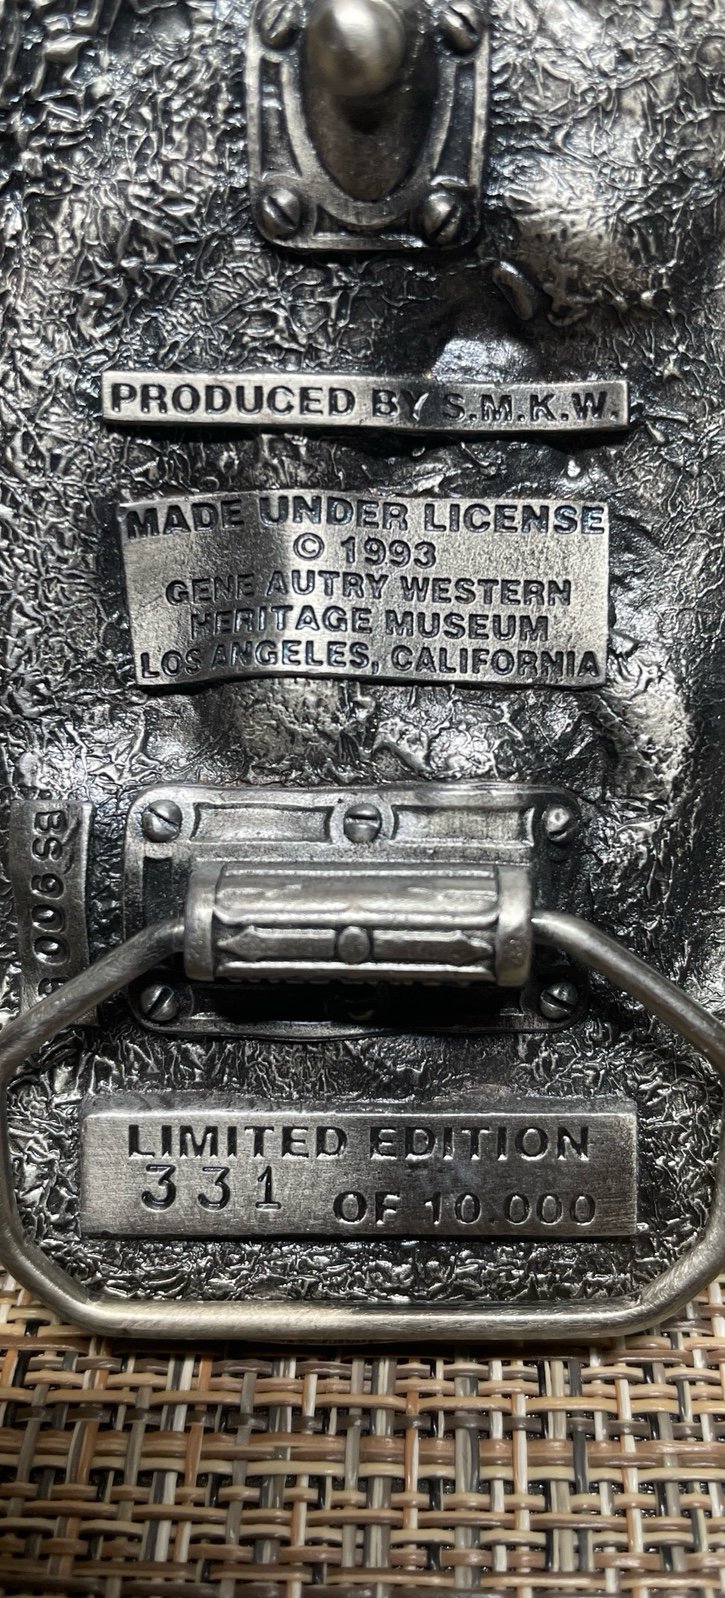 PRODUCED BY S.M.K.W.
MADE UNDER LICENSE
© 1993
GENE AUTRY WESTERN
HERITAGE MUSEUM
LOS ANGELES, CALIFORNIA
BS900
LIMITED EDITION
331 OF 10.000